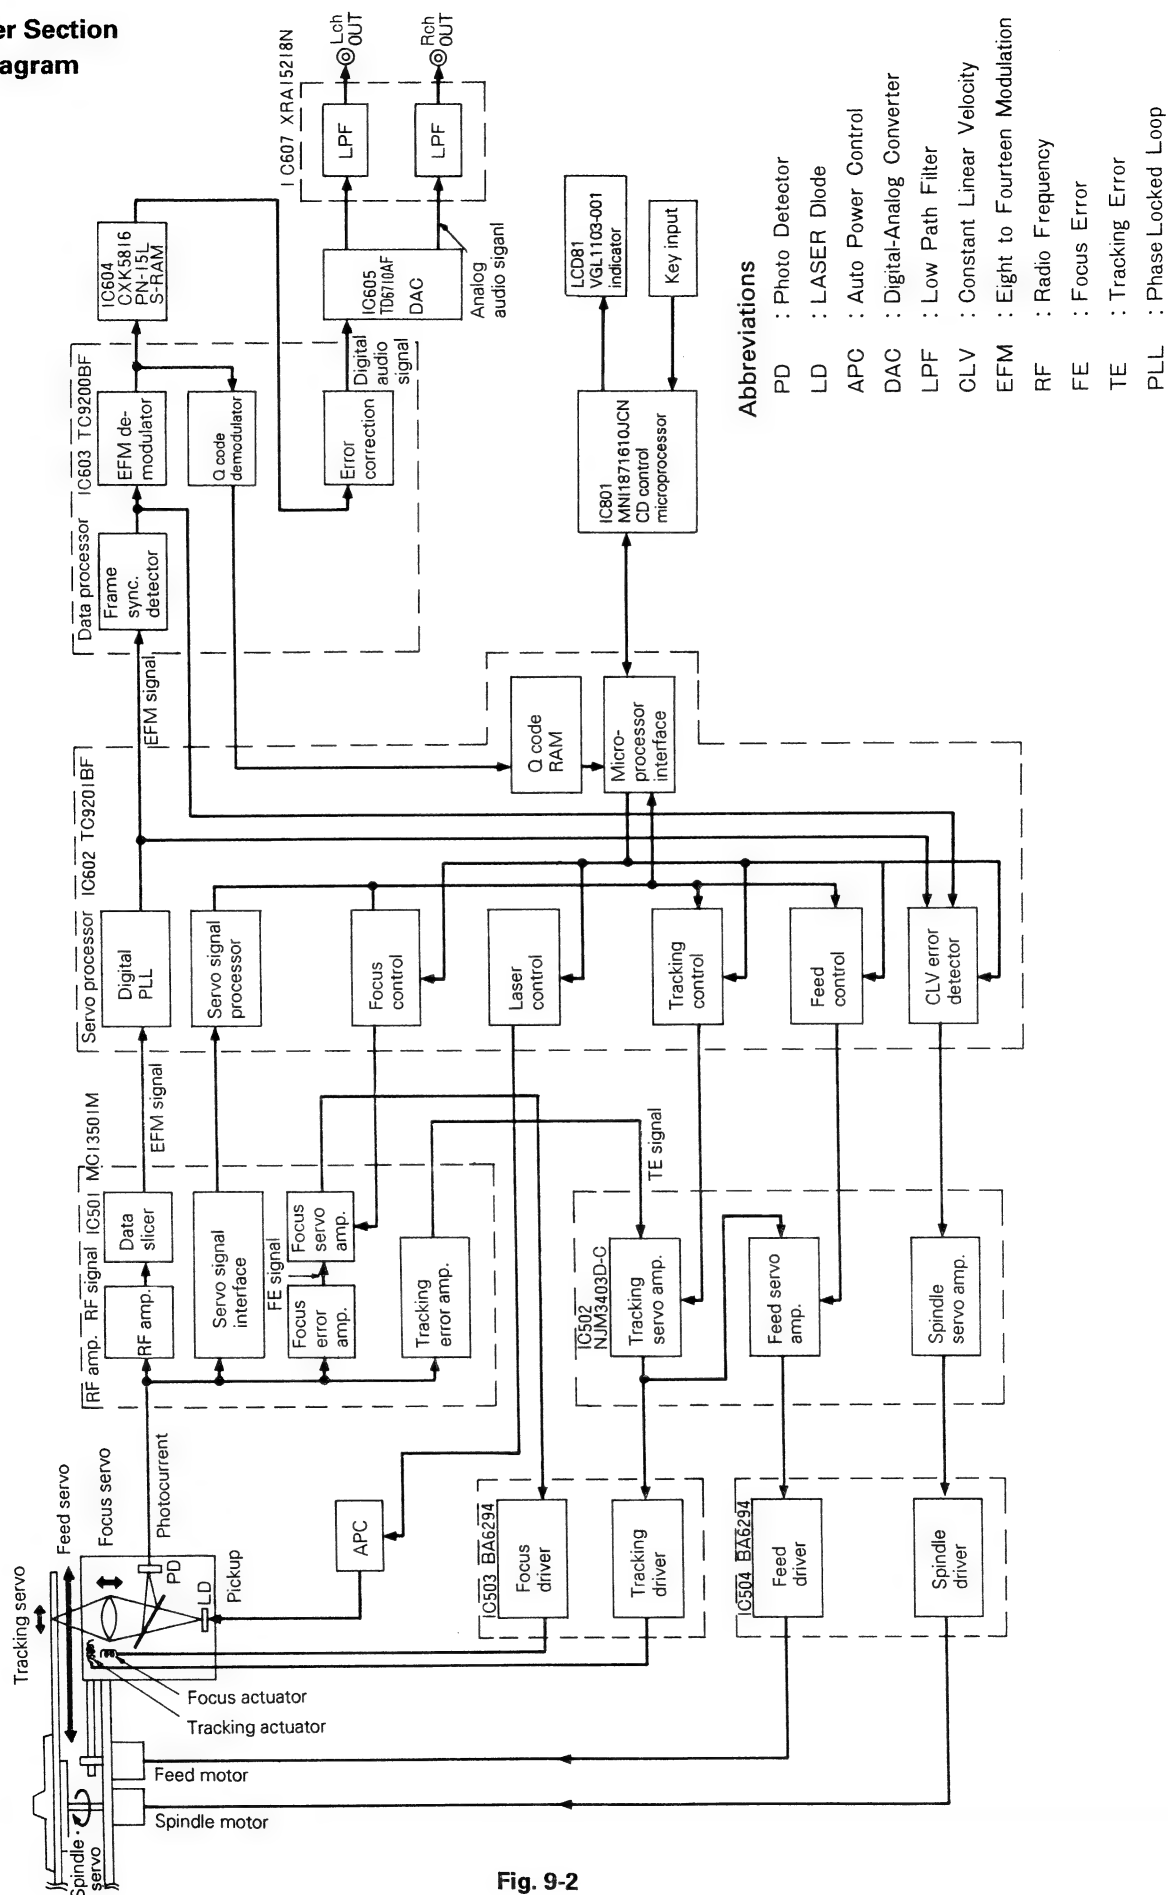 er Section
agram
Tracking servo
Feed servo
Focus servo
Photocurrent
PD
LD
Pickup
Spindle
servo
Focus actuator
Tracking actuator
Feed motor
Spindle motor
APC
RF amp. RF signal IC501 MC13501M
RF amp.
Data
slicer
EFM signal
Servo signal
interface
FE signal
Focus
error
amp.
Focus
servo
amp.
Tracking
error amp.
TE signal
IC502
NJM3403D-C
Tracking
servo amp.
Feed servo
amp.
Spindle
servo amp.
IC503 BA6294
Focus
driver
Tracking
driver
IC504 BA6294
Feed
driver
Spindle
driver
Servo processor IC602 TC9201BF
Digital
PLL
Servo signal
processor
Focus
control
Laser
control
Tracking
control
Feed
control
CLV error
detector
Q code
RAM
Micro-
processor
interface
EFM signal
Data processor IC603 TC9200BF
Frame
sync.
detector
EFM de-
modulator
Q code
demodulator
Error
correction
Digital
audio
signal
IC604
CXK5816
PN-15L
S-RAM
IC605
TD6710AF
DAC
Analog
audio siganl
IC607 XRA15218N
LPF
LPF
Lch
OUT
Rch
OUT
IC801
MN1871610JCN
CD control
microprocessor
LCD81
VGL1103-001
indicator
Key input
Abbreviations
PD : Photo Detector
LD : LASER Diode
APC : Auto Power Control
DAC : Digital-Analog Converter
LPF : Low Path Filter
CLV : Constant Linear Velocity
EFM : Eight to Fourteen Modulation
RF : Radio Frequency
FE : Focus Error
TE : Tracking Error
PLL : Phase Locked Loop
Fig. 9-2